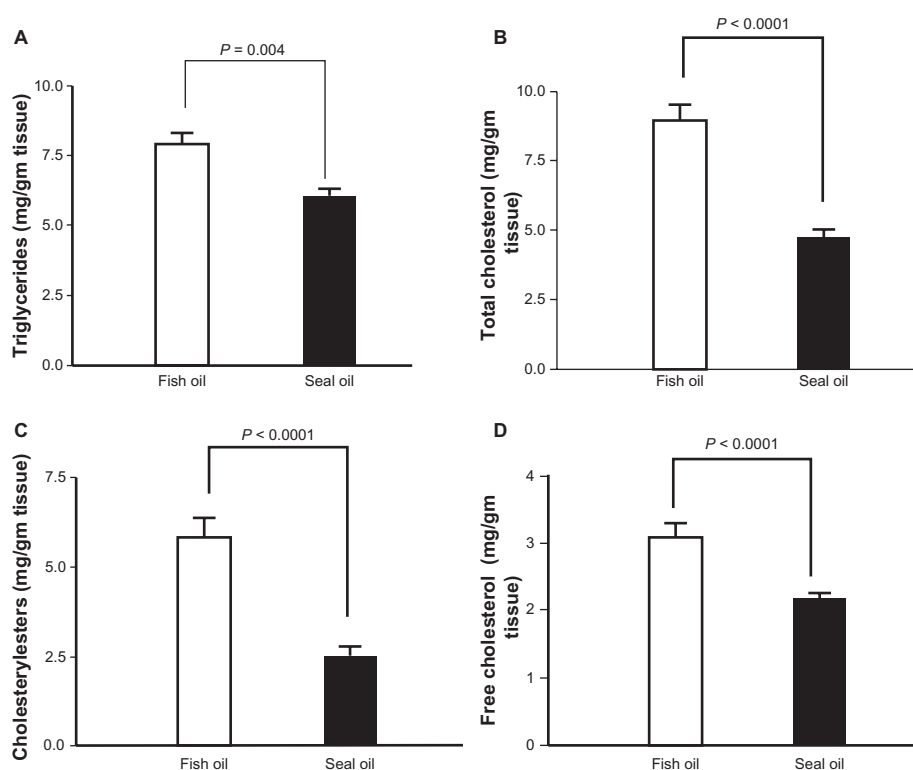 A
P = 0.004
Triglycerides (mg/gm tissue)
10.0
7.5
5.0
2.5
0.0
Fish oil Seal oil
B
P < 0.0001
Total cholesterol (mg/gm
tissue)
10.0
7.5
5.0
2.5
0.0
Fish oil Seal oil
C
P < 0.0001
Cholesterylesters (mg/gm tissue)
7.5
5.0
2.5
0.0
Fish oil Seal oil
D
P < 0.0001
Free cholesterol (mg/gm
tissue)
4
3
2
1
0
Fish oil Seal oil